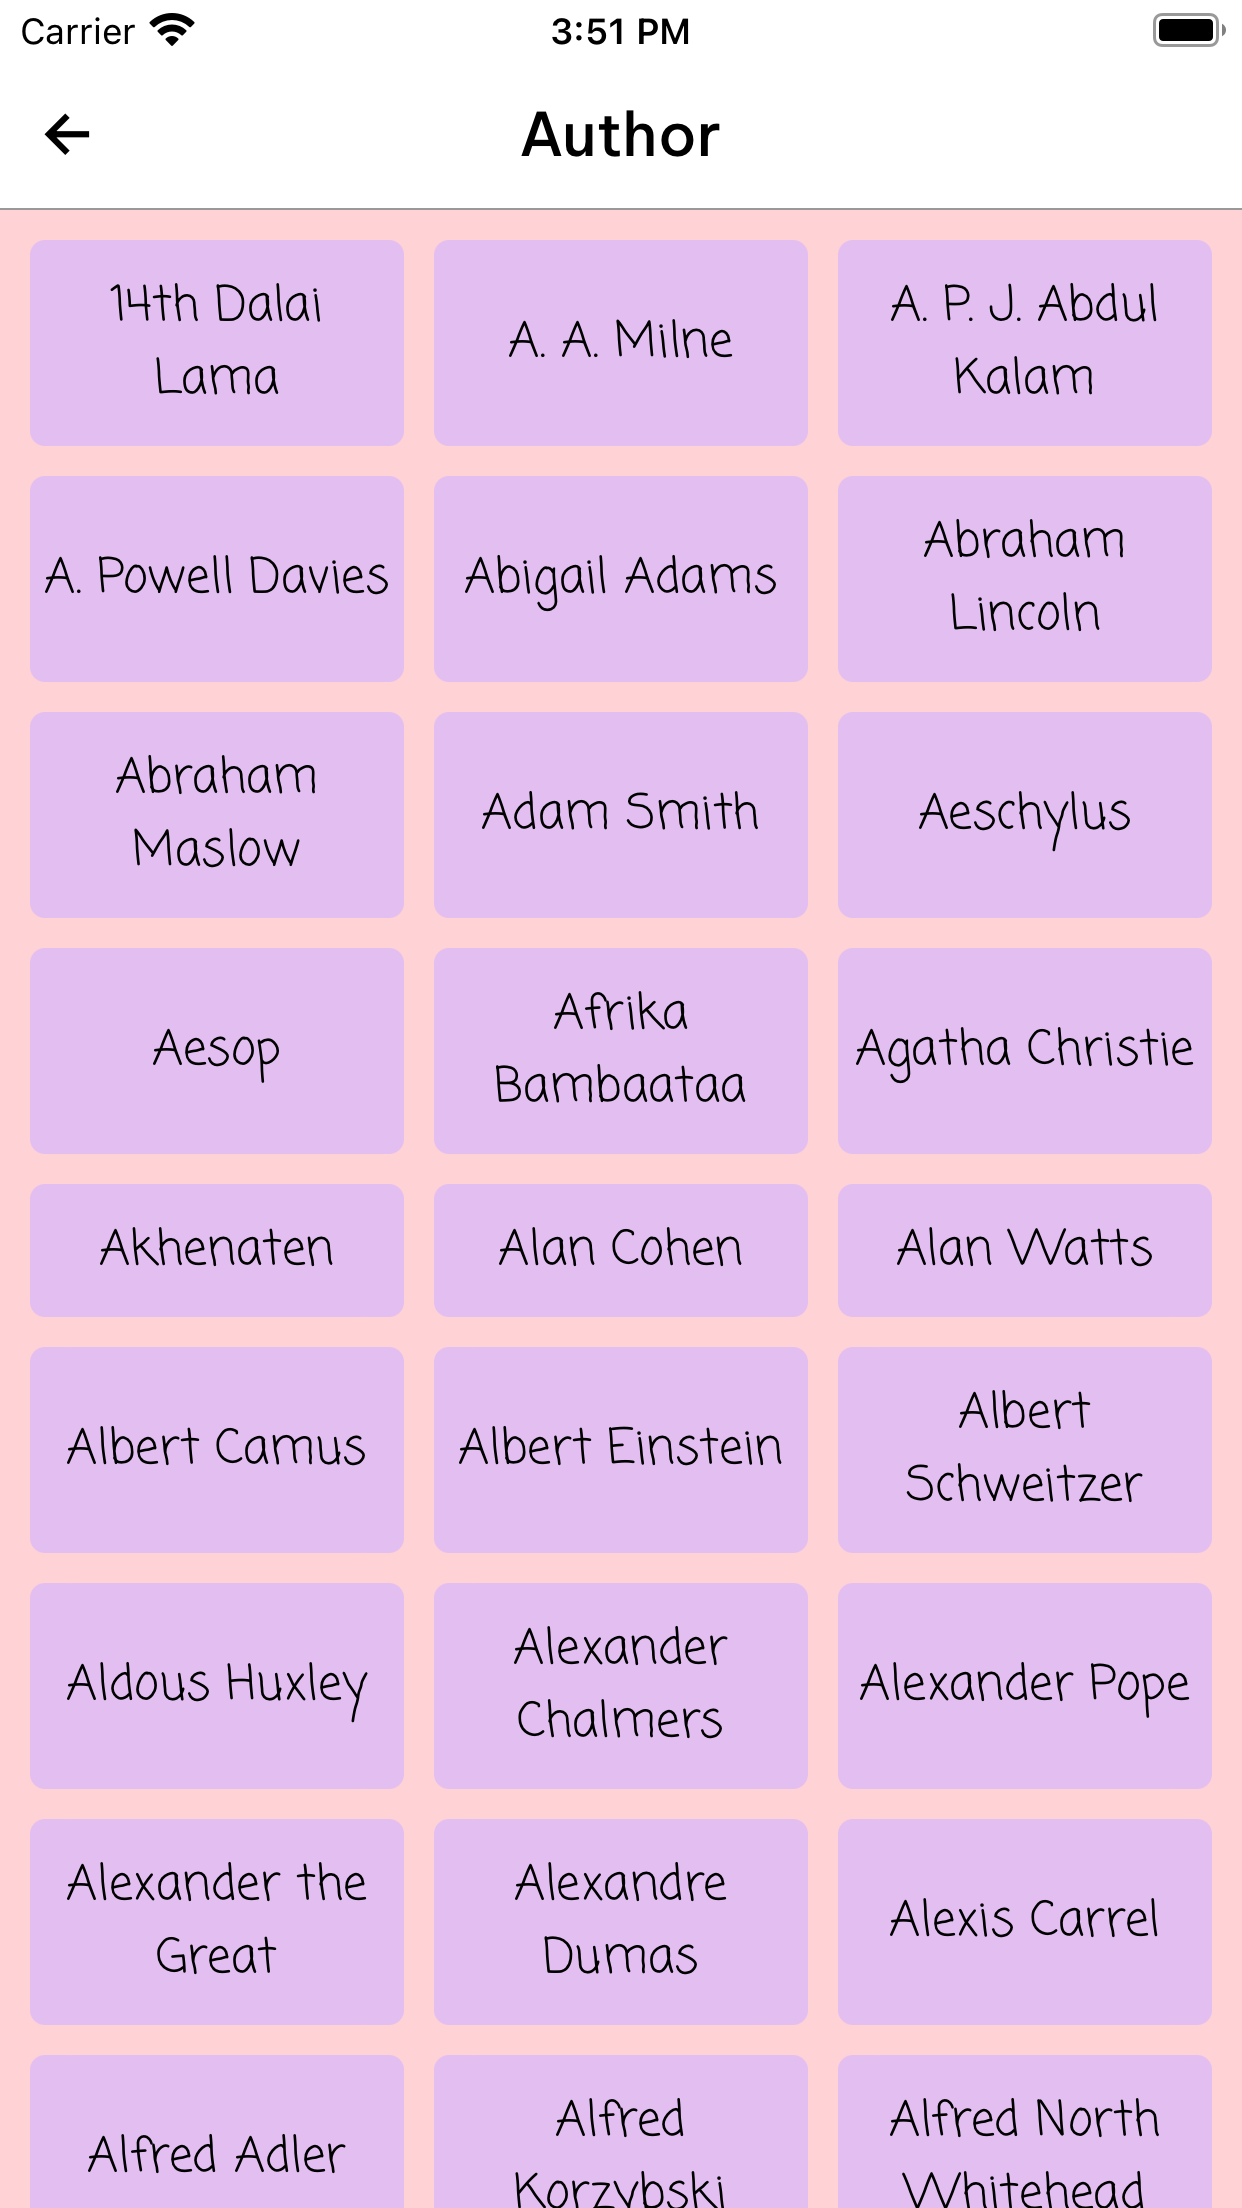 Carrier
3:51 PM
Author
14th Dalai
Lama
A. A. Milne
A. P. J. Abdul
Kalam
A. Powell Davies
Abigail Adams
Abraham
Lincoln
Abraham
Maslow
Adam Smith
Aeschylus
Aesop
Afrika
Bambaataa
Agatha Christie
Akhenaten
Alan Cohen
Alan Watts
Albert Camus
Albert Einstein
Albert
Schweitzer
Aldous Huxley
Alexander
Chalmers
Alexander Pope
Alexander the
Great
Alexandre
Dumas
Alexis Carrel
Alfred Adler
Alfred
Korzybski
Alfred North
Whitehead